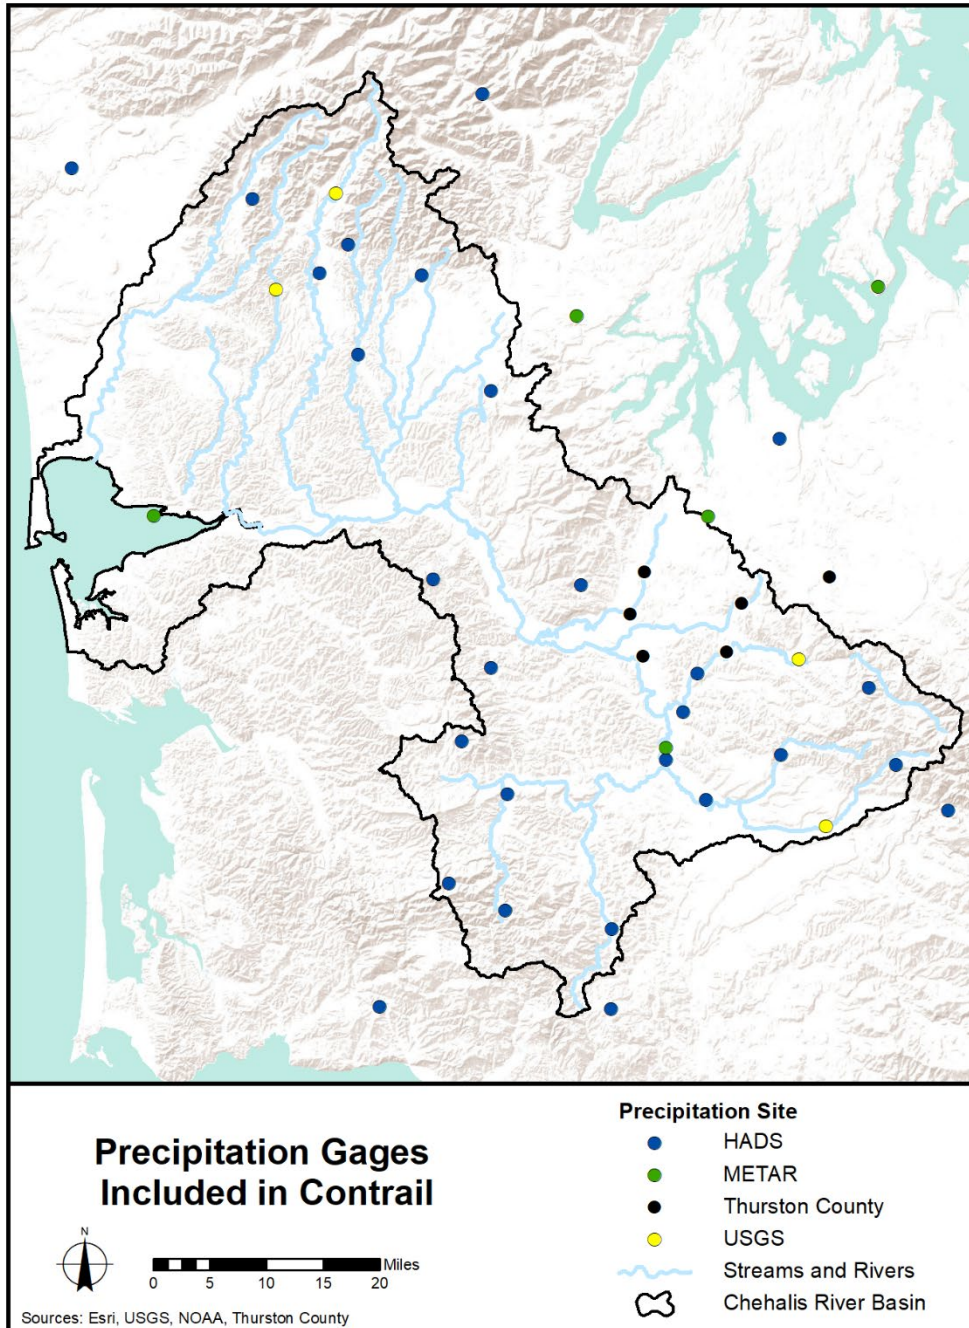 Precipitation Gages
Included in Contrail
N
Miles
0 5 10 15 20
Sources: Esri, USGS, NOAA, Thurston County
Precipitation Site
HADS
METAR
Thurston County
USGS
Streams and Rivers
Chehalis River Basin